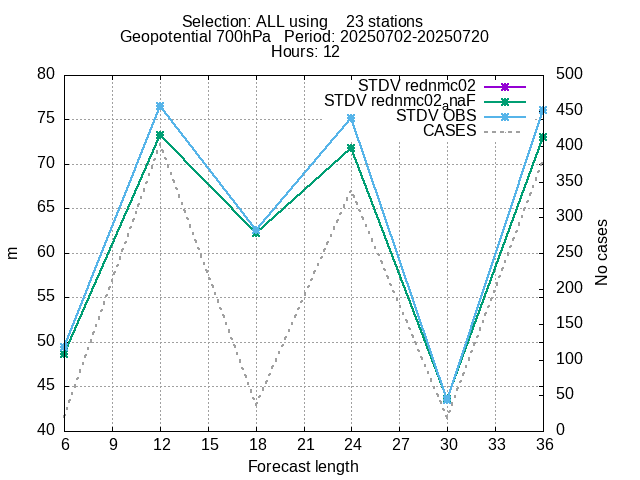 Selection: ALL using    23 stations
Geopotential 700hPa   Period: 20250702-20250720
Hours: 12
STDV rednmc02
STDV rednmc02anaF
STDV OBS
CASES
80
75
70
65
60
55
50
45
40
m
500
450
400
350
300
250
200
150
100
50
0
No cases
6 9 12 15 18 21 24 27 30 33 36
Forecast length